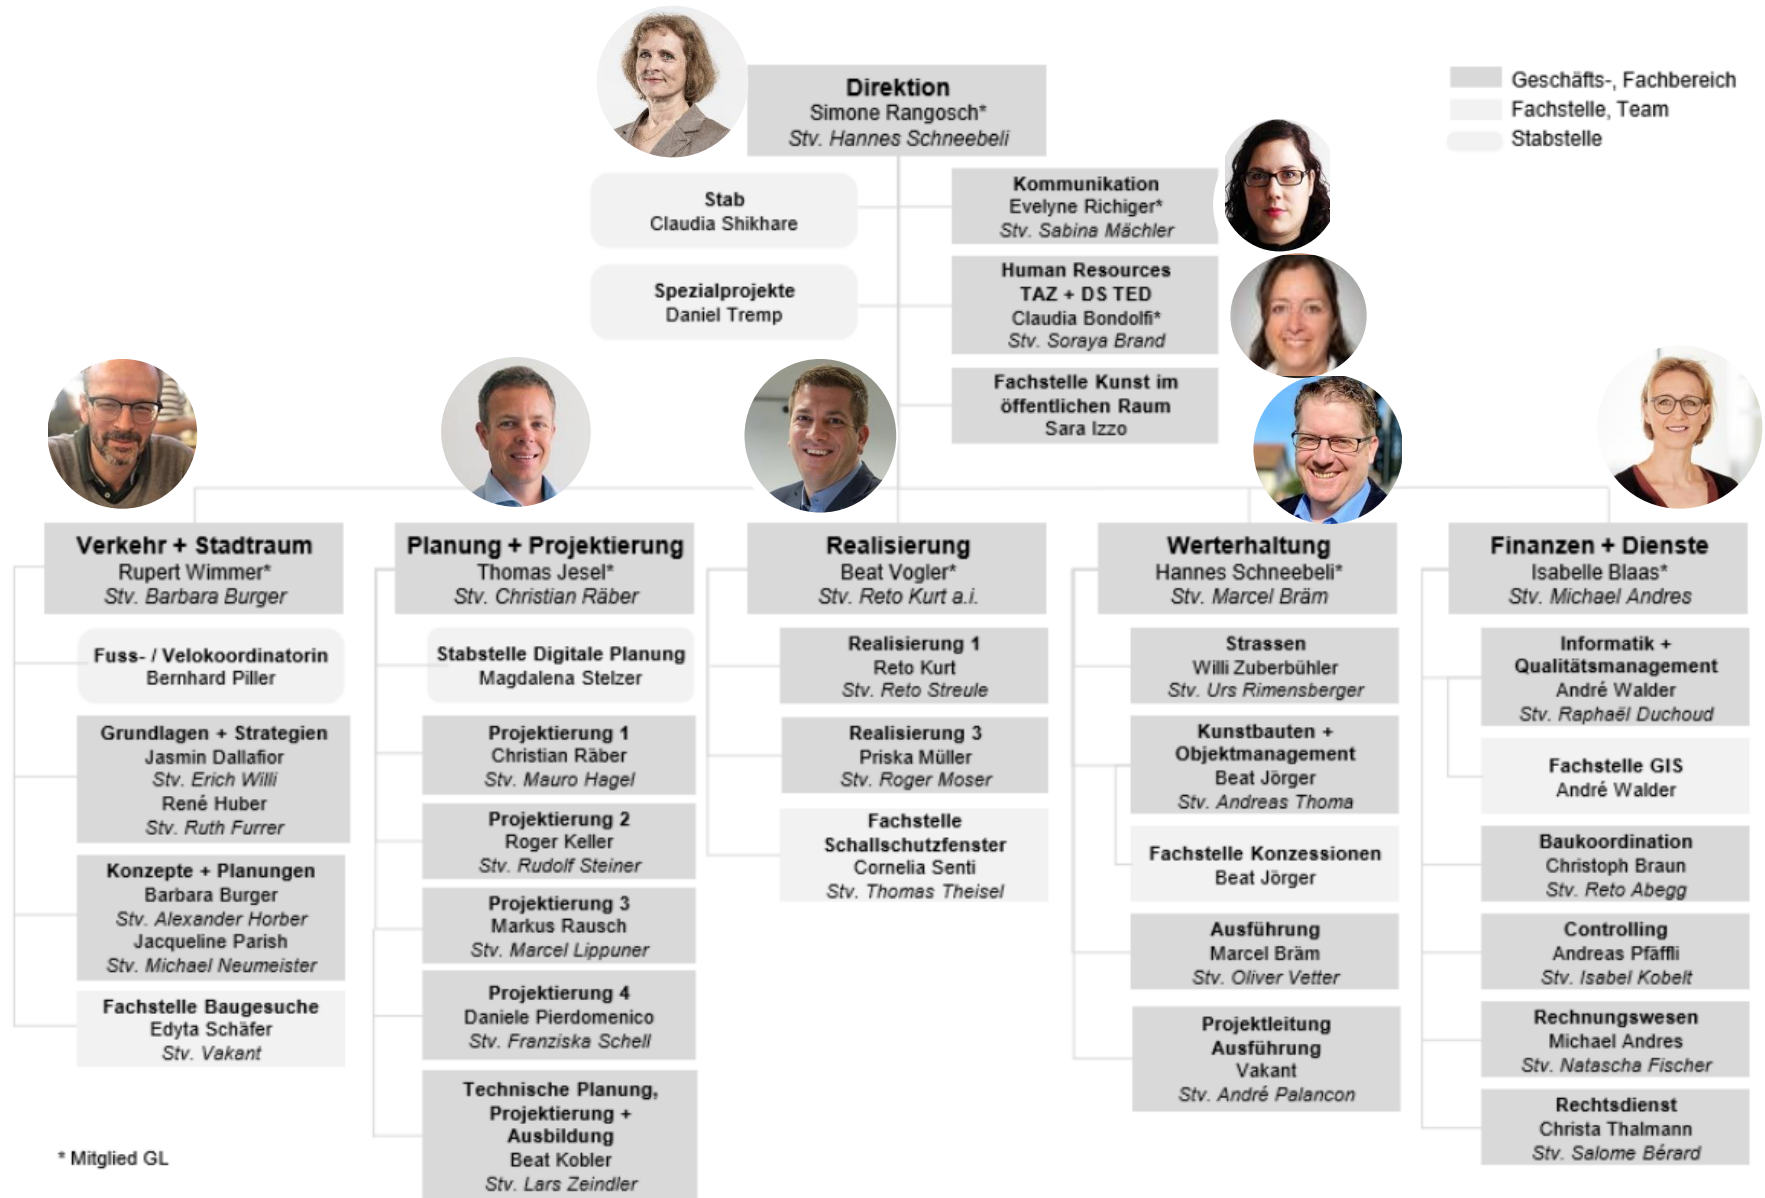 Direktion
Simone Rangosch*
Stv. Hannes Schneebeli
Geschäfts-, Fachbereich
Fachstelle, Team
Stabstelle
Stab
Claudia Shikhare
Spezialprojekte
Daniel Tremp
Kommunikation
Evelyne Richiger*
Stv. Sabina Mächler
Human Resources
TAZ + DS TED
Claudia Bondolfi*
Stv. Soraya Brand
Fachstelle Kunst im
öffentlichen Raum
Sara Izzo
Verkehr + Stadtraum
Rupert Wimmer*
Stv. Barbara Burger
Fuss- / Velokoordinatorin
Bernhard Piller
Grundlagen + Strategien
Jasmin Dallafior
Stv. Erich Willi
René Huber
Stv. Ruth Furrer
Konzepte + Planungen
Barbara Burger
Stv. Alexander Horber
Jacqueline Parish
Stv. Michael Neumeister
Fachstelle Baugesuche
Edyta Schäfer
Stv. Vakant
Planung + Projektierung
Thomas Jesel*
Stv. Christian Räber
Stabstelle Digitale Planung
Magdalena Stelzer
Projektierung 1
Christian Räber
Stv. Mauro Hagel
Projektierung 2
Roger Keller
Stv. Rudolf Steiner
Projektierung 3
Markus Rausch
Stv. Marcel Lippuner
Projektierung 4
Daniele Pierdomenico
Stv. Franziska Schell
Technische Planung,
Projektierung +
Ausbildung
Beat Kobler
Stv. Lars Zeindler
Realisierung
Beat Vogler*
Stv. Reto Kurt a.i.
Realisierung 1
Reto Kurt
Stv. Reto Streule
Realisierung 3
Priska Müller
Stv. Roger Moser
Fachstelle
Schallschutzfenster
Cornelia Senti
Stv. Thomas Theisel
Werterhaltung
Hannes Schneebeli*
Stv. Marcel Bräm
Strassen
Willi Zuberbühler
Stv. Urs Rimensberger
Kunstbauten +
Objektmanagement
Beat Jörger
Stv. Andreas Thoma
Fachstelle Konzessionen
Beat Jörger
Ausführung
Marcel Bräm
Stv. Oliver Vetter
Projektleitung
Ausführung
Vakant
Stv. André Palancon
Finanzen + Dienste
Isabelle Blaas*
Stv. Michael Andres
Informatik +
Qualitätsmanagement
André Walder
Stv. Raphaël Duchoud
Fachstelle GIS
André Walder
Baukoordination
Christoph Braun
Stv. Reto Abegg
Controlling
Andreas Pfäffli
Stv. Isabel Kobelt
Rechnungswesen
Michael Andres
Stv. Natascha Fischer
Rechtsdienst
Christa Thalmann
Stv. Salome Bérard
* Mitglied GL